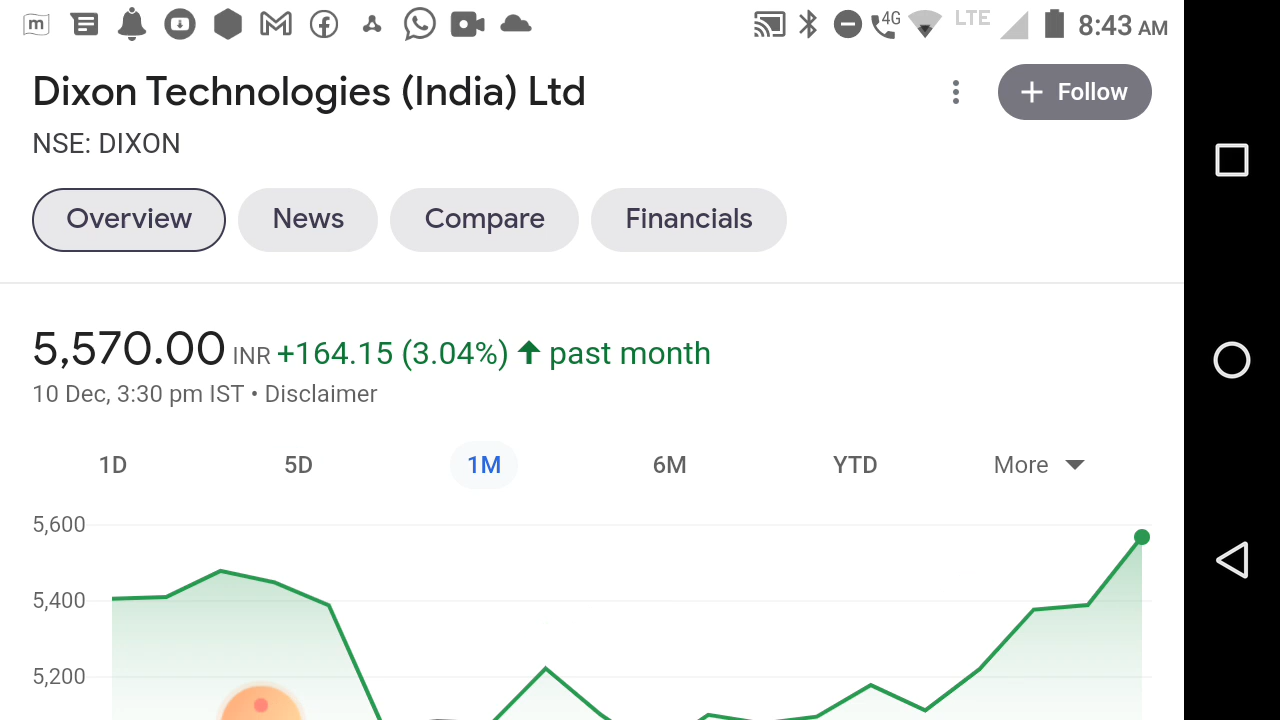 m 4G LTE 8:43 AM
Dixon Technologies (India) Ltd
+ Follow
NSE: DIXON
Overview News Compare Financials
5,570.00 INR +164.15 (3.04%) ↑ past month
10 Dec, 3:30 pm IST • Disclaimer
1D 5D 1M 6M YTD More
5,600
5,400
5,200